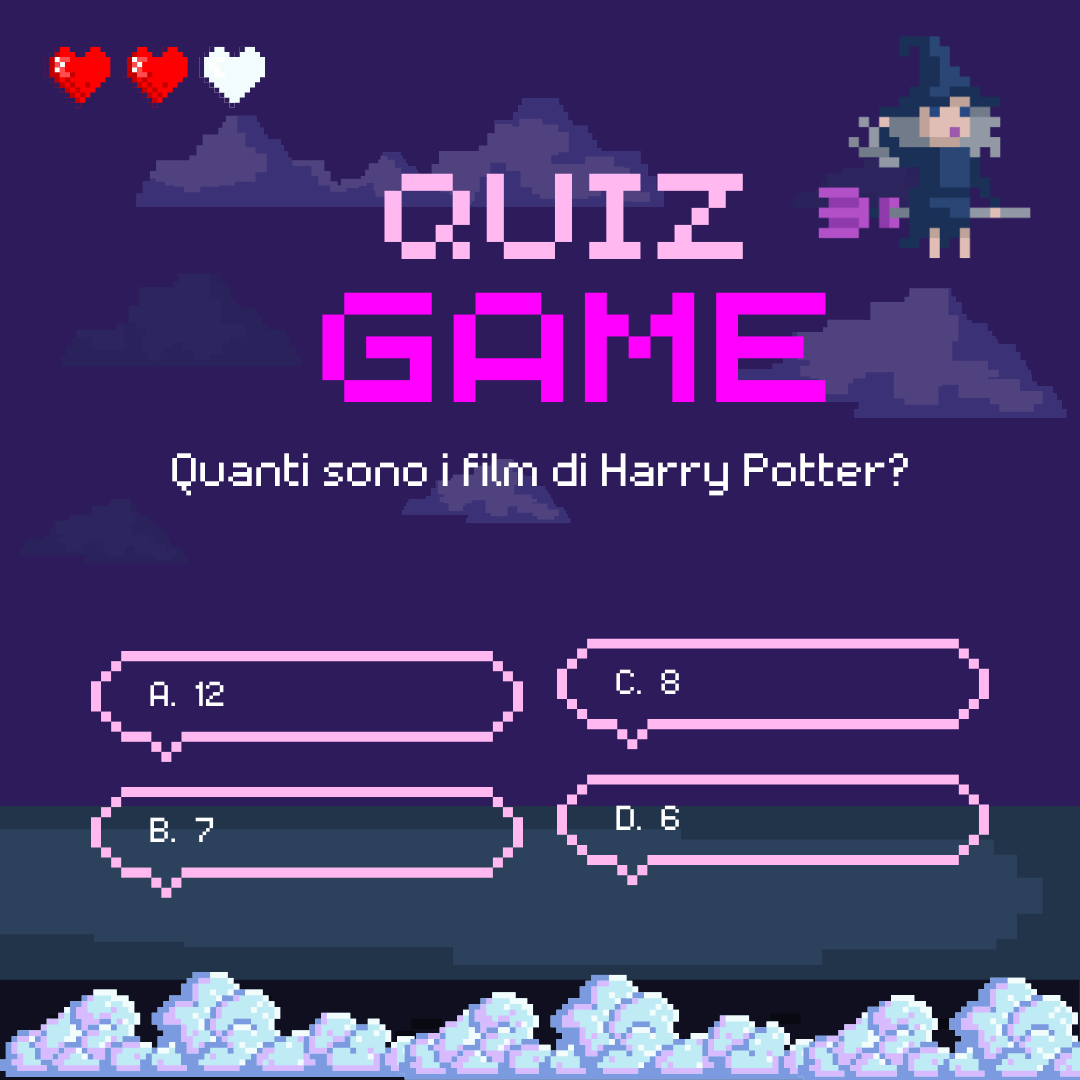 QUIZ
GAME
Quanti sono i film di Harry Potter?
A. 12
C. 8
B. 7
D. 6